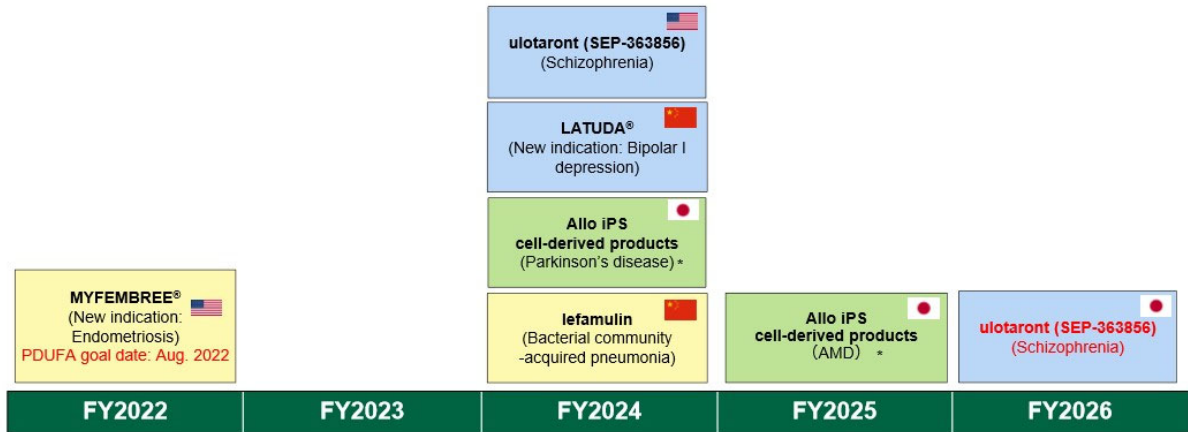 ulotaront (SEP-363856)
(Schizophrenia)
LATUDA®
(New indication: Bipolar I
depression)
Allo iPS
cell-derived products
(Parkinson's disease) *
MYFEMBREE®
(New indication:
Endometriosis)
PDUFA goal date: Aug. 2022
lefamulin
(Bacterial community
-acquired pneumonia)
Allo iPS
cell-derived products
（AMD） *
ulotaront (SEP-363856)
(Schizophrenia)
FY2022
FY2023
FY2024
FY2025
FY2026